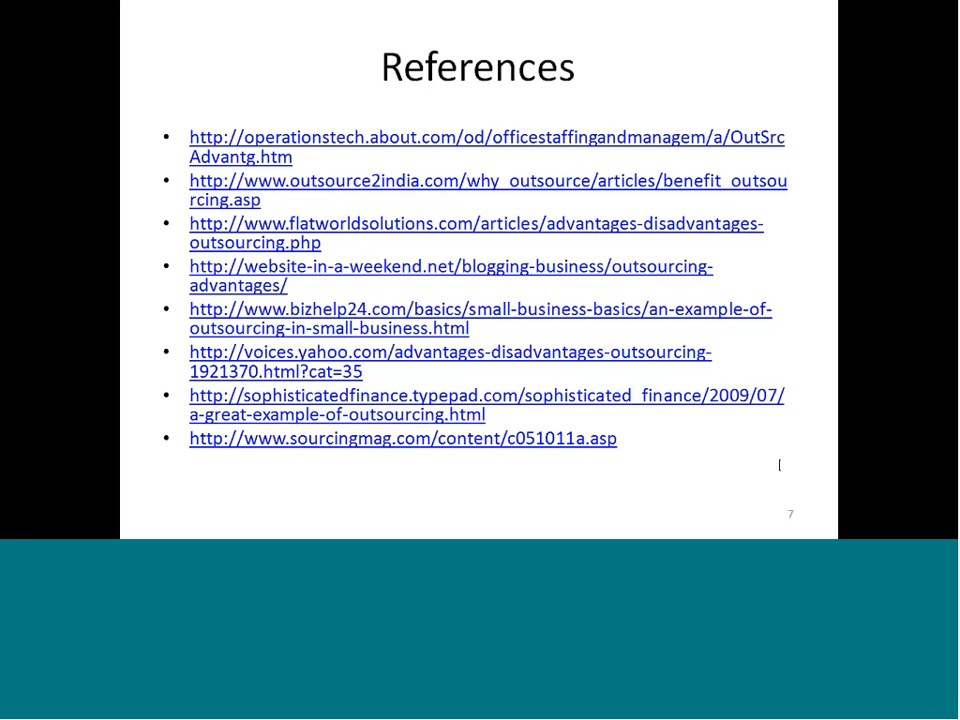 References
• http://operationstech.about.com/od/officestaffingandmanagem/a/OutSrc
Advantg.htm
• http://www.outsource2india.com/why_outsource/articles/benefit_outsou
rcing.asp
• http://www.flatworldsolutions.com/articles/advantages-disadvantages-
outsourcing.php
• http://website-in-a-weekend.net/blogging-business/outsourcing-
advantages/
• http://www.bizhelp24.com/basics/small-business-basics/an-example-of-
outsourcing-in-small-business.html
• http://voices.yahoo.com/advantages-disadvantages-outsourcing-
1921370.html?cat=35
• http://sophisticatedfinance.typepad.com/sophisticated_finance/2009/07/
a-great-example-of-outsourcing.html
• http://www.sourcingmag.com/content/c051011a.asp
7